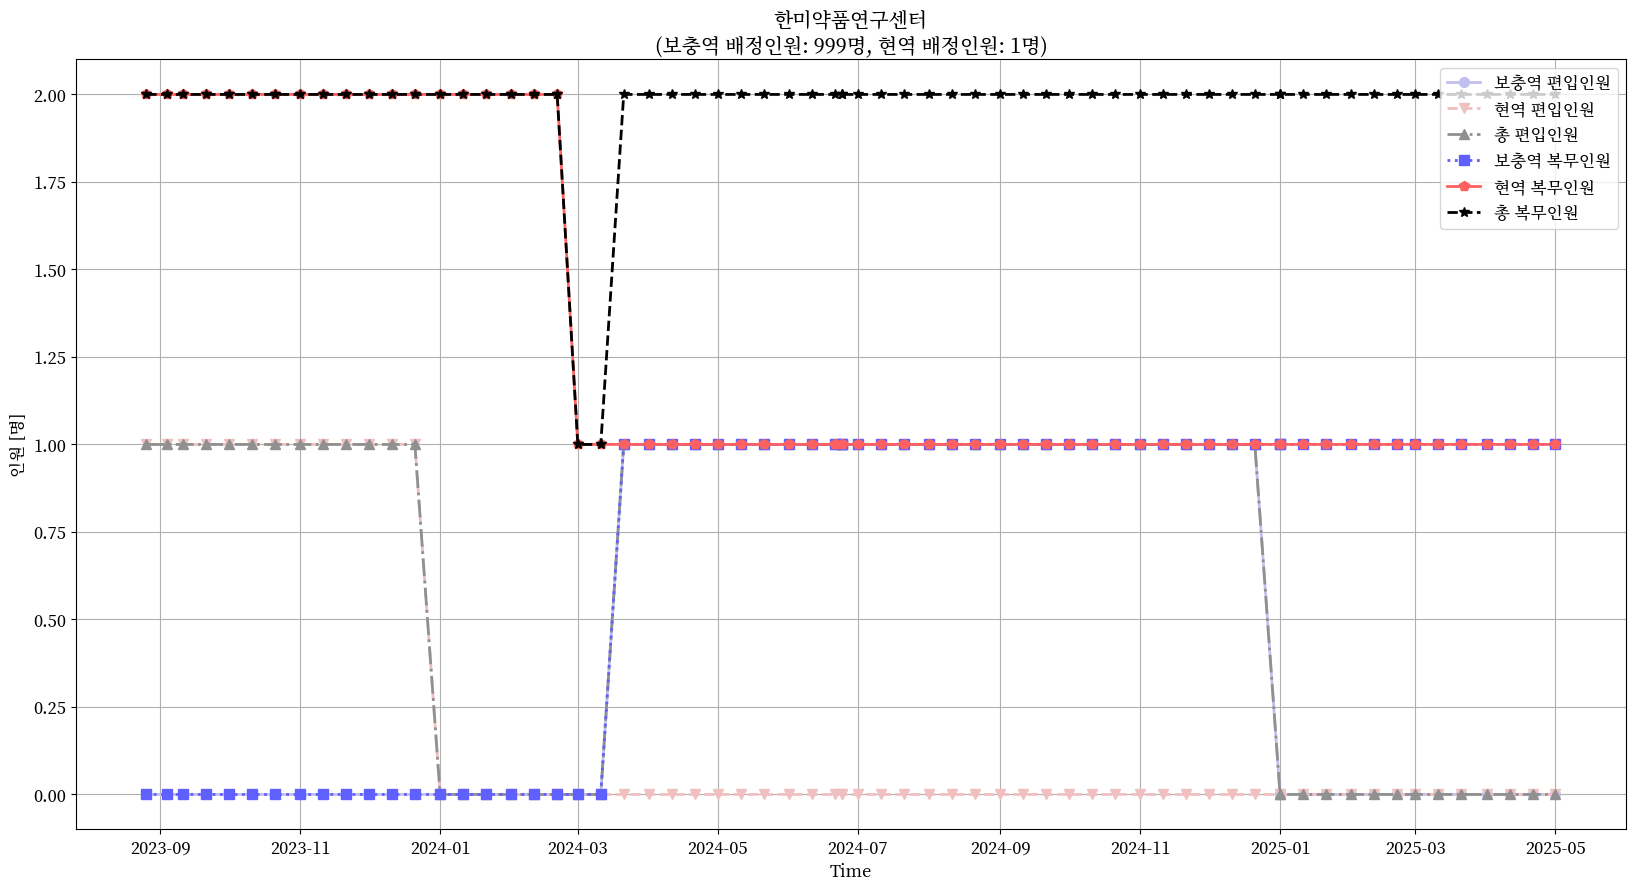 한미약품연구센터
(보충역 배정인원: 999명, 현역 배정인원: 1명)
보충역 편입인원
현역 편입인원
총 편입인원
보충역 복무인원
현역 복무인원
총 복무인원
인원 [명]
2.00
1.75
1.50
1.25
1.00
0.75
0.50
0.25
0.00
2023-09 2023-11 2024-01 2024-03 2024-05 2024-07 2024-09 2024-11 2025-01 2025-03 2025-05
Time